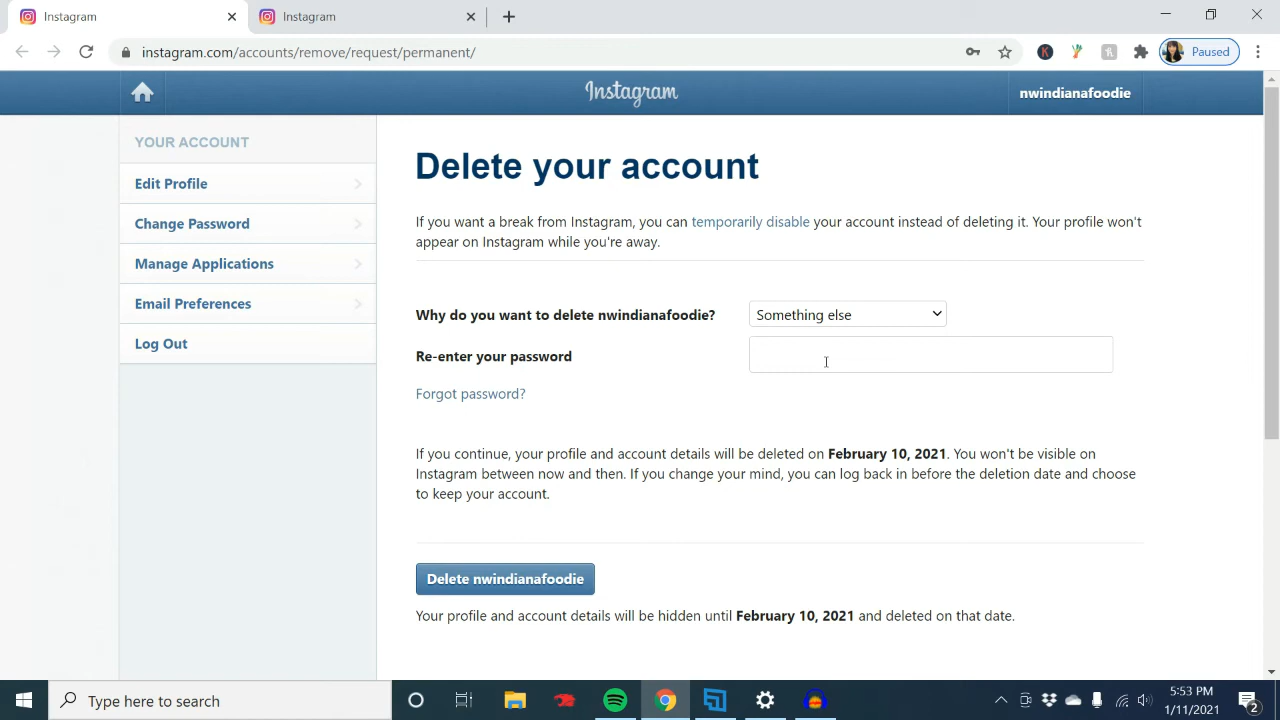 Instagram
Instagram
instagram.com/accounts/remove/request/permanent/
Paused
Instagram
nwindianafoodie
YOUR ACCOUNT
Edit Profile
Change Password
Manage Applications
Email Preferences
Log Out
Delete your account
If you want a break from Instagram, you can temporarily disable your account instead of deleting it. Your profile won't
appear on Instagram while you're away.
Why do you want to delete nwindianafoodie?
Something else
Re-enter your password
Forgot password?
If you continue, your profile and account details will be deleted on February 10, 2021. You won't be visible on
Instagram between now and then. If you change your mind, you can log back in before the deletion date and choose
to keep your account.
Delete nwindianafoodie
Your profile and account details will be hidden until February 10, 2021 and deleted on that date.
Type here to search
5:53 PM
1/11/2021
2